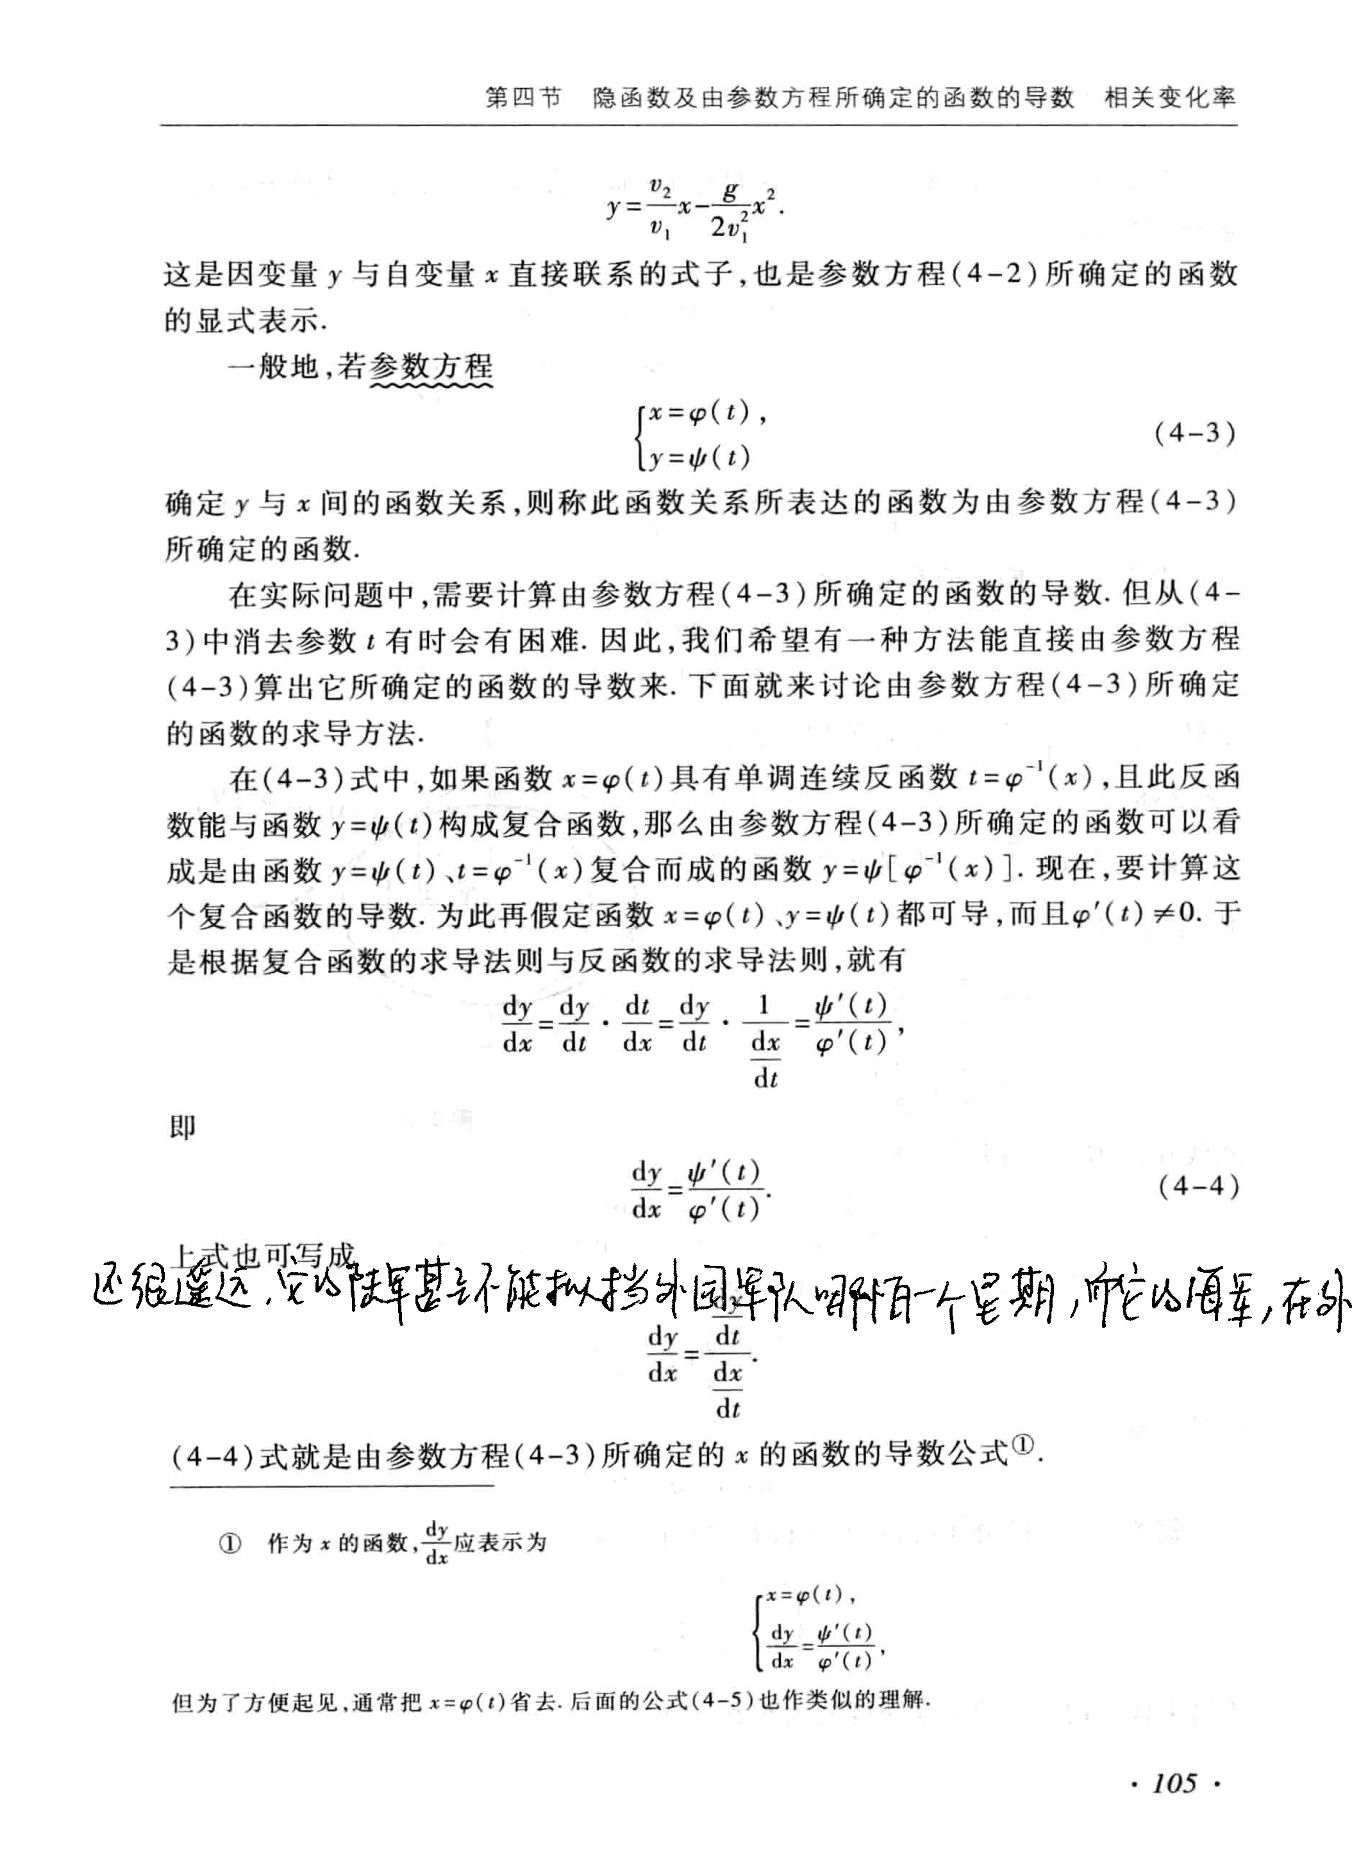 第四节 隐函数及由参数方程所确定的函数的导数 相关变化率
y=\frac{v_2}{v_1}x-\frac{g}{2v_1^2}x^2.
这是因变量 y 与自变量 x 直接联系的式子,也是参数方程(4-2)所确定的函数
的显式表示.
一般地,若参数方程
\begin{cases} x=φ(t), \\ y=ψ(t) \end{cases} (4-3)
确定 y 与 x 间的函数关系,则称此函数关系所表达的函数为由参数方程(4-3)
所确定的函数.
在实际问题中,需要计算由参数方程(4-3)所确定的函数的导数. 但从(4-
3)中消去参数 t 有时会有困难. 因此,我们希望有一种方法能直接由参数方程
(4-3)算出它所确定的函数的导数来. 下面就来讨论由参数方程(4-3)所确定
的函数的求导方法.
在(4-3)式中,如果函数 x=φ(t)具有单调连续反函数 t=φ^{-1}(x),且此反函
数能与函数 y=ψ(t)构成复合函数,那么由参数方程(4-3)所确定的函数可以看
成是由函数 y=ψ(t)、t=φ^{-1}(x)复合而成的函数 y=ψ[φ^{-1}(x)]. 现在,要计算这
个复合函数的导数. 为此再假定函数 x=φ(t)、y=ψ(t)都可导,而且φ'(t)≠0. 于
是根据复合函数的求导法则与反函数的求导法则,就有
\frac{dy}{dx}=\frac{dy}{dt}·\frac{dt}{dx}=\frac{dy}{dt}·\frac{1}{\frac{dx}{dt}}=\frac{ψ'(t)}{φ'(t)},
即
\frac{dy}{dx}=\frac{ψ'(t)}{φ'(t)}. (4-4)
上式也可写成
还很遥远,它的陆军甚至不能抵挡外国军队哪怕一个星期,而它的海军,在外
\frac{dy}{dx}=\frac{\frac{dy}{dt}}{\frac{dx}{dt}}.
(4-4)式就是由参数方程(4-3)所确定的 x 的函数的导数公式①.
① 作为 x 的函数,\frac{dy}{dx}应表示为
\begin{cases} x=φ(t), \\ \frac{dy}{dx}=\frac{ψ'(t)}{φ'(t)}, \end{cases}
但为了方便起见,通常把 x=φ(t)省去. 后面的公式(4-5)也作类似的理解.
· 105 ·